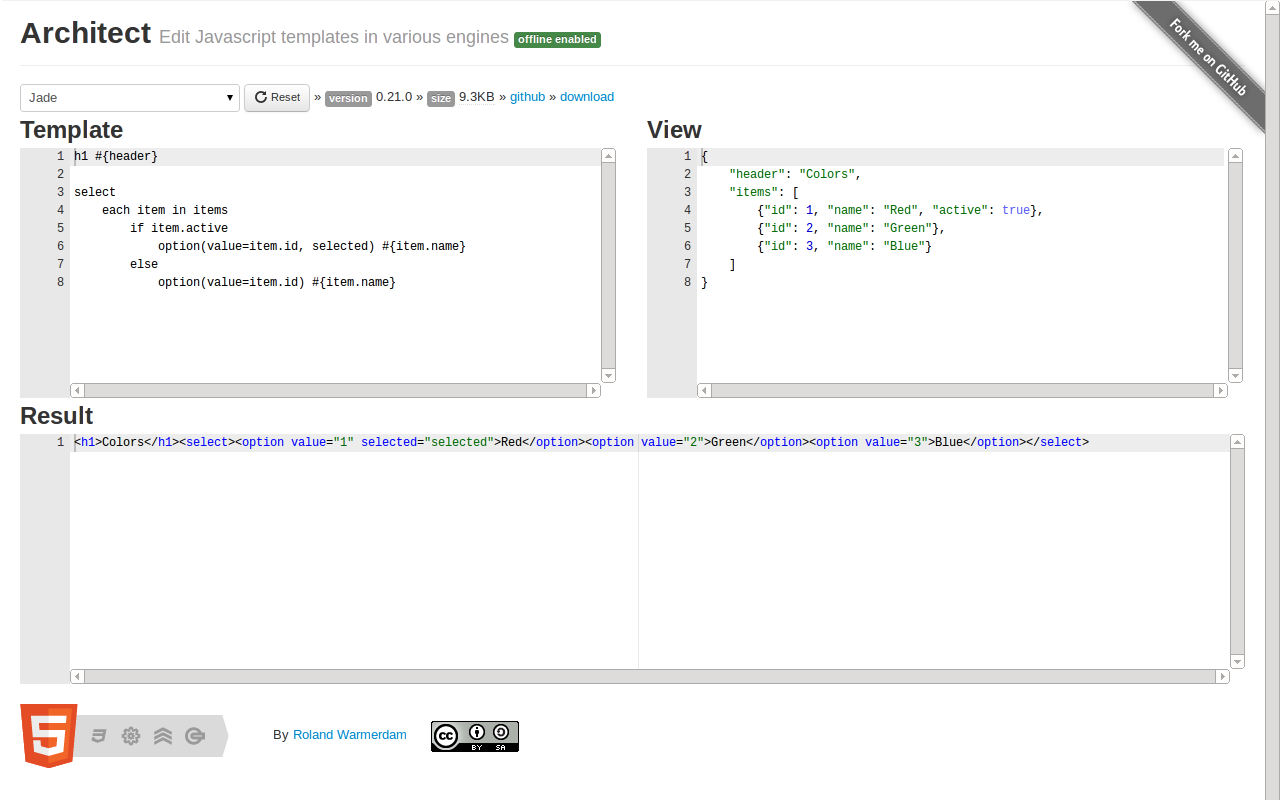 Architect Edit Javascript templates in various engines offline enabled
Fork me on GitHub
Jade Reset » version 0.21.0 » size 9.3KB » github » download
Template
1 h1 #{header}
2
3 select
4     each item in items
5         if item.active
6             option(value=item.id, selected) #{item.name}
7         else
8             option(value=item.id) #{item.name}
View
1 {
2     "header": "Colors",
3     "items": [
4         {"id": 1, "name": "Red", "active": true},
5         {"id": 2, "name": "Green"},
6         {"id": 3, "name": "Blue"}
7     ]
8 }
Result
1 <h1>Colors</h1><select><option value="1" selected="selected">Red</option><option value="2">Green</option><option value="3">Blue</option></select>
By Roland Warmerdam
cc BY SA